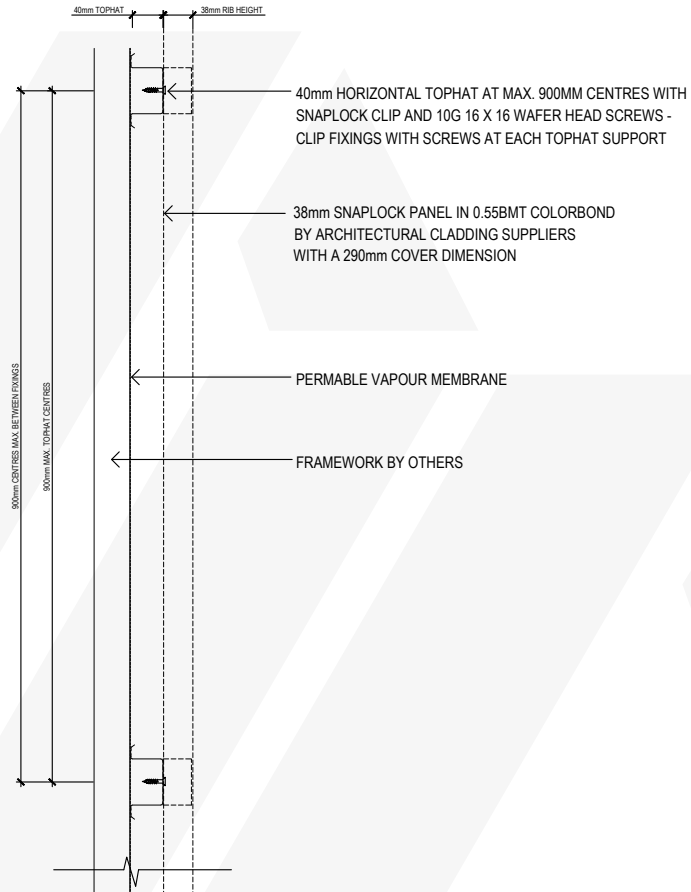 40mm TOPHAT
38mm RIB HEIGHT
40mm HORIZONTAL TOPHAT AT MAX. 900MM CENTRES WITH
SNAPLOCK CLIP AND 10G 16 X 16 WAFER HEAD SCREWS -
CLIP FIXINGS WITH SCREWS AT EACH TOPHAT SUPPORT
38mm SNAPLOCK PANEL IN 0.55BMT COLORBOND
BY ARCHITECTURAL CLADDING SUPPLIERS
WITH A 290mm COVER DIMENSION
PERMABLE VAPOUR MEMBRANE
FRAMEWORK BY OTHERS
900mm CENTRES MAX. BETWEEN FIXINGS
900mm MAX. TOPHAT CENTRES